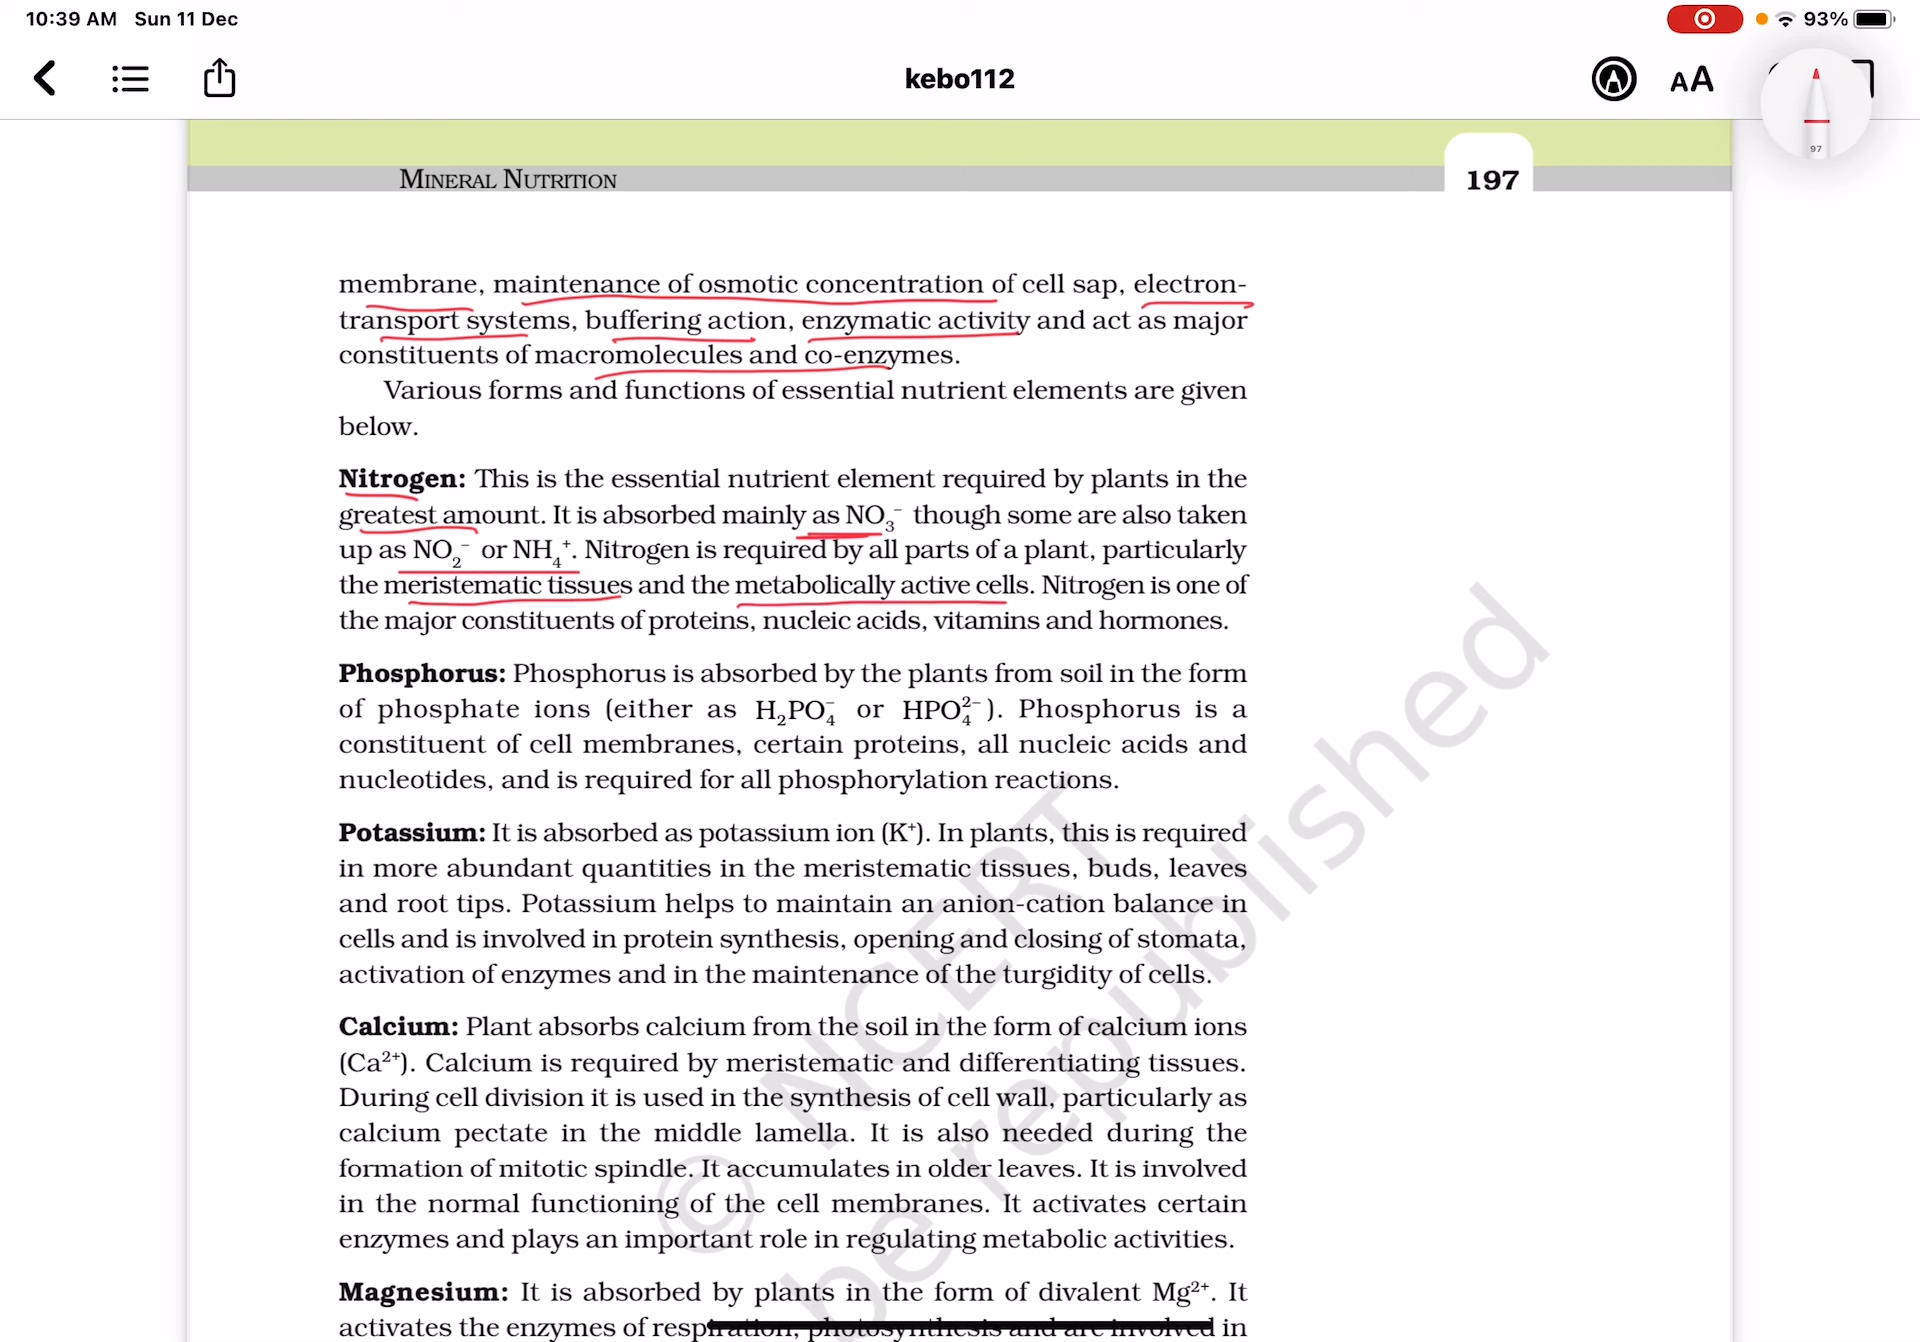 10:39 AM Sun 11 Dec
93%
kebo112
AA
97
MINERAL NUTRITION
197
membrane, maintenance of osmotic concentration of cell sap, electron-
transport systems, buffering action, enzymatic activity and act as major
constituents of macromolecules and co-enzymes.
Various forms and functions of essential nutrient elements are given
below.
Nitrogen: This is the essential nutrient element required by plants in the
greatest amount. It is absorbed mainly as NO₃⁻ though some are also taken
up as NO₂⁻ or NH₄⁺. Nitrogen is required by all parts of a plant, particularly
the meristematic tissues and the metabolically active cells. Nitrogen is one of
the major constituents of proteins, nucleic acids, vitamins and hormones.
Phosphorus: Phosphorus is absorbed by the plants from soil in the form
of phosphate ions (either as H₂PO₄⁻ or HPO₄²⁻). Phosphorus is a
constituent of cell membranes, certain proteins, all nucleic acids and
nucleotides, and is required for all phosphorylation reactions.
Potassium: It is absorbed as potassium ion (K⁺). In plants, this is required
in more abundant quantities in the meristematic tissues, buds, leaves
and root tips. Potassium helps to maintain an anion-cation balance in
cells and is involved in protein synthesis, opening and closing of stomata,
activation of enzymes and in the maintenance of the turgidity of cells.
Calcium: Plant absorbs calcium from the soil in the form of calcium ions
(Ca²⁺). Calcium is required by meristematic and differentiating tissues.
During cell division it is used in the synthesis of cell wall, particularly as
calcium pectate in the middle lamella. It is also needed during the
formation of mitotic spindle. It accumulates in older leaves. It is involved
in the normal functioning of the cell membranes. It activates certain
enzymes and plays an important role in regulating metabolic activities.
Magnesium: It is absorbed by plants in the form of divalent Mg²⁺. It
activates the enzymes of respiration, photosynthesis and are involved in
© NCERT
be republished